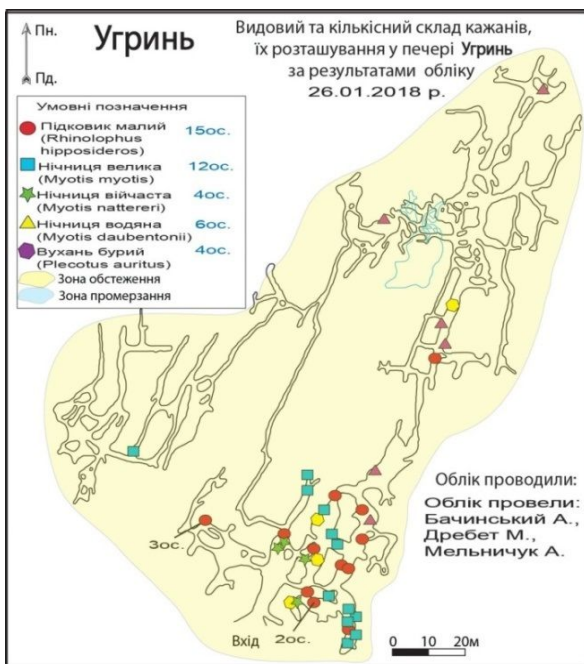 Пн.
Пд.
Угринь
Видовий та кількісний склад кажанів,
їх розташування у печері Угринь
за результатами обліку
26.01.2018 р.
Умовні позначення
Підковик малий 15ос.
(Rhinolophus
hipposideros)
Нічниця велика 12ос.
(Myotis myotis)
Нічниця війчаста 4ос.
(Myotis nattereri)
Нічниця водяна 6ос.
(Myotis daubentonii)
Вухань бурий 4ос.
(Plecotus auritus)
Зона обстеження
Зона промерзання
Облік проводили:
Облік провели:
Бачинський А.,
Дребет М.,
Мельничук А.
3ос.
Вхід
2ос.
0 10 20м